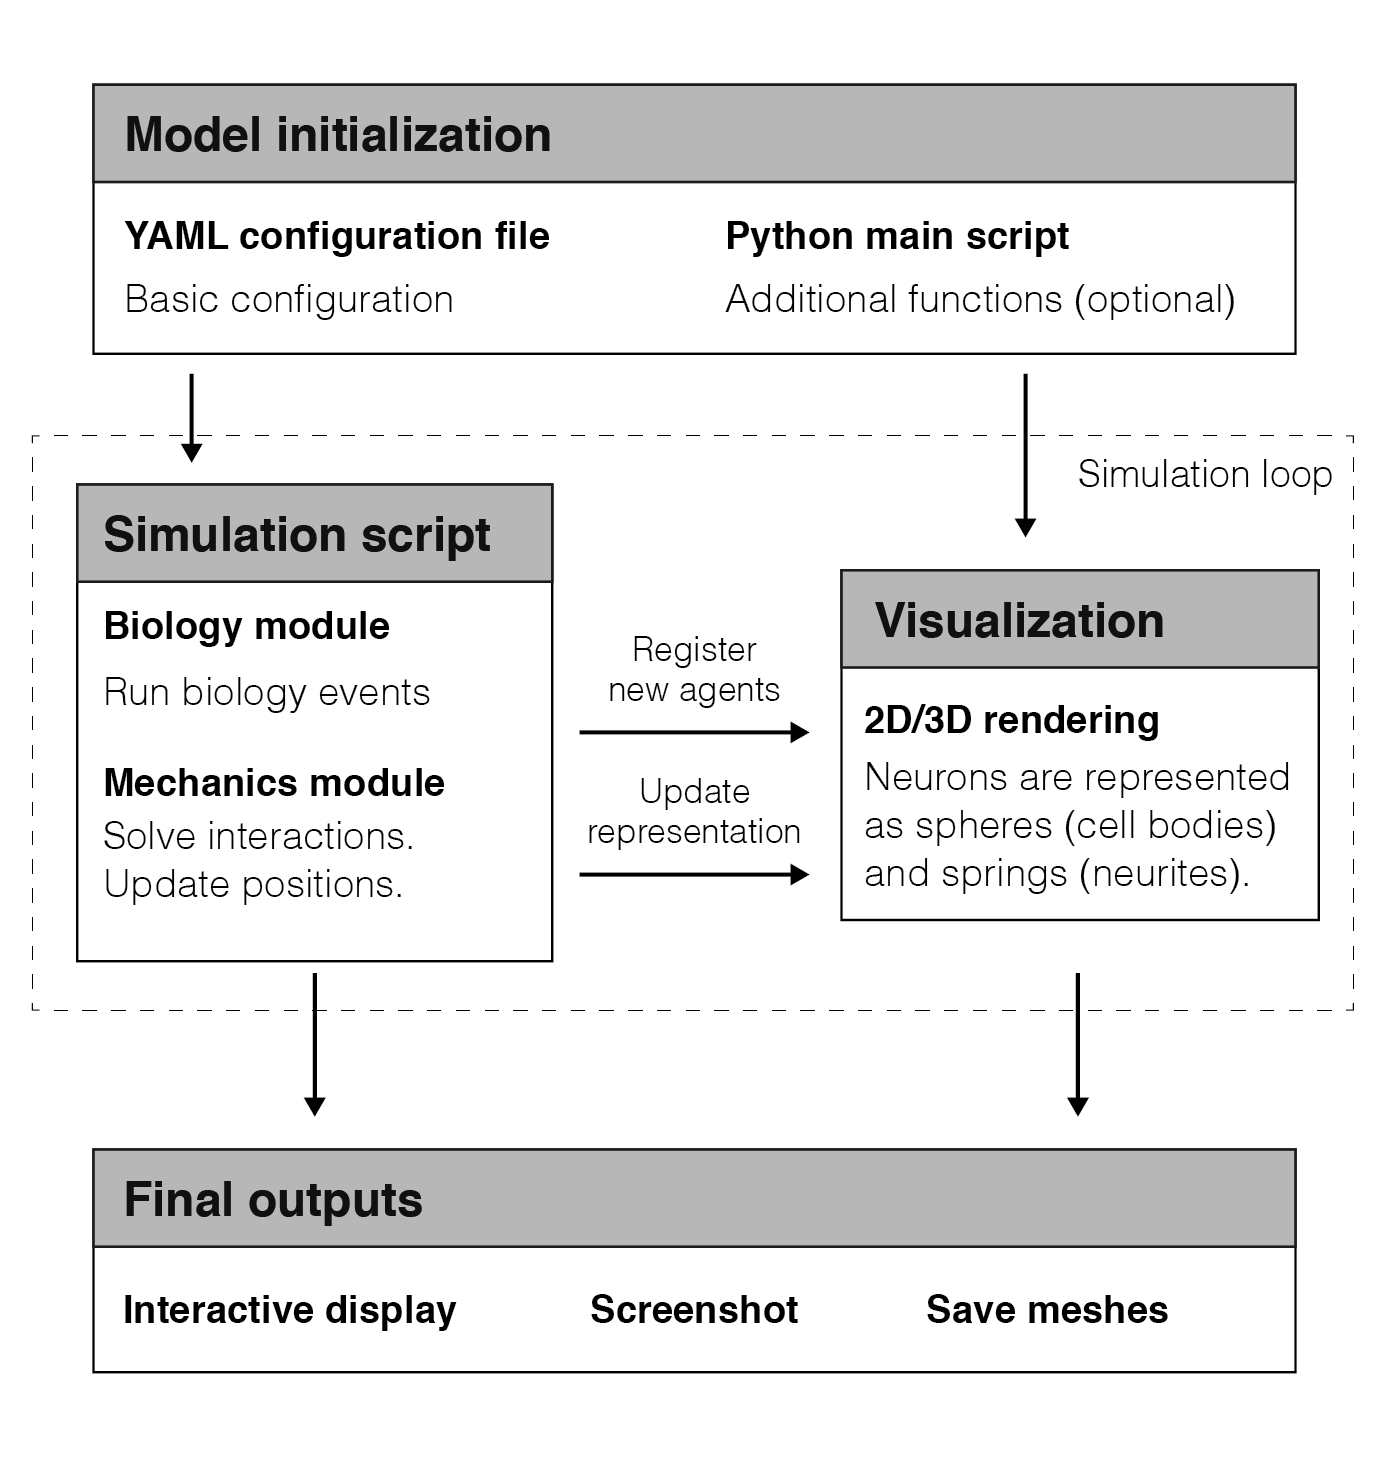 Model initialization
YAML configuration file
Basic configuration
Python main script
Additional functions (optional)
Simulation loop
Simulation script
Biology module
Run biology events
Mechanics module
Solve interactions.
Update positions.
Register
new agents
Update
representation
Visualization
2D/3D rendering
Neurons are represented
as spheres (cell bodies)
and springs (neurites).
Final outputs
Interactive display
Screenshot
Save meshes